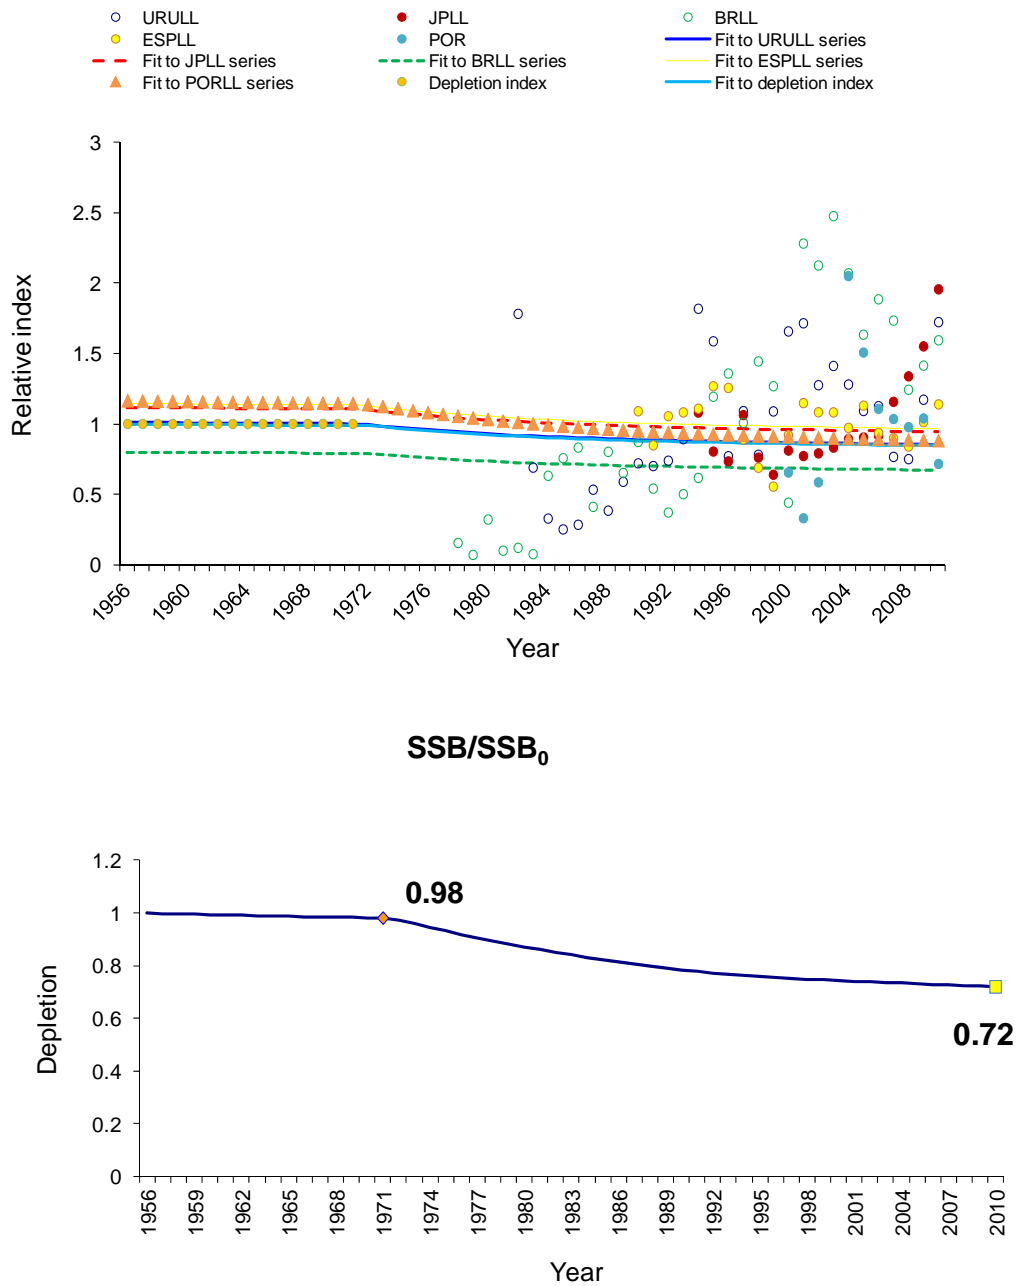 URULL JPLL BRLL
ESPLL POR Fit to URULL series
Fit to JPLL series Fit to BRLL series Fit to ESPLL series
Fit to PORLL series Depletion index Fit to depletion index
3
2.5
2
1.5
1
0.5
0
Relative index
1956 1960 1964 1968 1972 1976 1980 1984 1988 1992 1996 2000 2004 2008
Year
SSB/SSB₀
1.2
1
0.8
0.6
0.4
0.2
0
Depletion
0.98
0.72
1956 1959 1962 1965 1968 1971 1974 1977 1980 1983 1986 1989 1992 1995 1998 2001 2004 2007 2010
Year